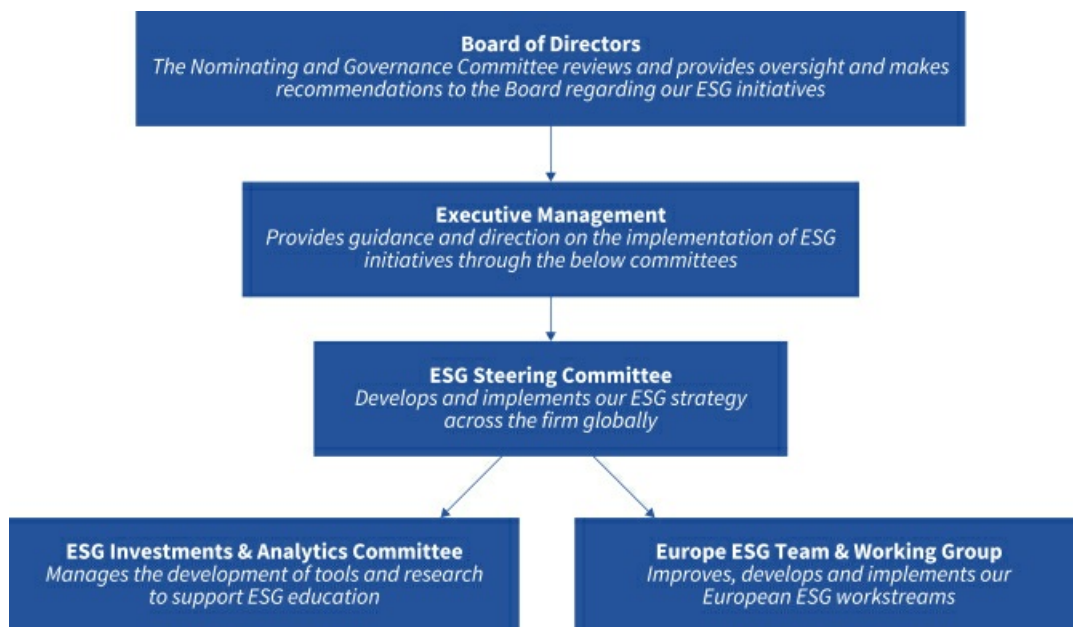 Board of Directors
The Nominating and Governance Committee reviews and provides oversight and makes
recommendations to the Board regarding our ESG initiatives
Executive Management
Provides guidance and direction on the implementation of ESG
initiatives through the below committees
ESG Steering Committee
Develops and implements our ESG strategy
across the firm globally
ESG Investments & Analytics Committee
Manages the development of tools and research
to support ESG education
Europe ESG Team & Working Group
Improves, develops and implements our
European ESG workstreams